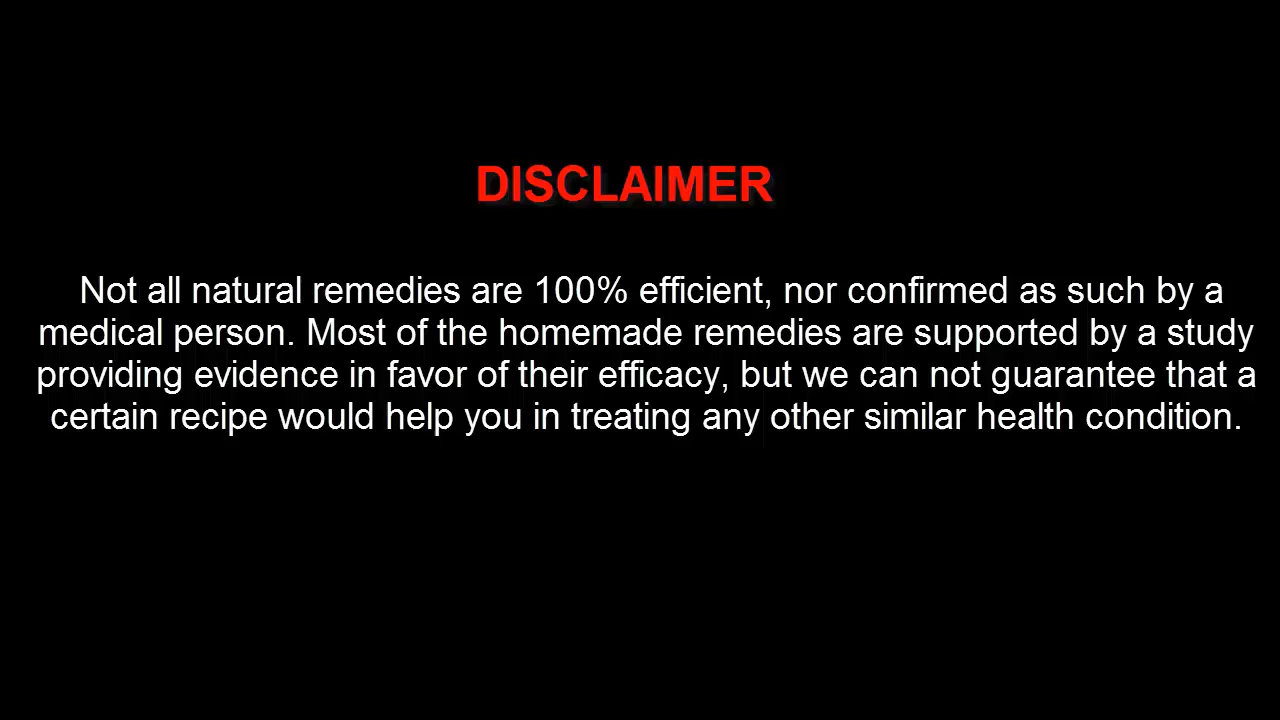 DISCLAIMER
Not all natural remedies are 100% efficient, nor confirmed as such by a
medical person. Most of the homemade remedies are supported by a study
providing evidence in favor of their efficacy, but we can not guarantee that a
certain recipe would help you in treating any other similar health condition.